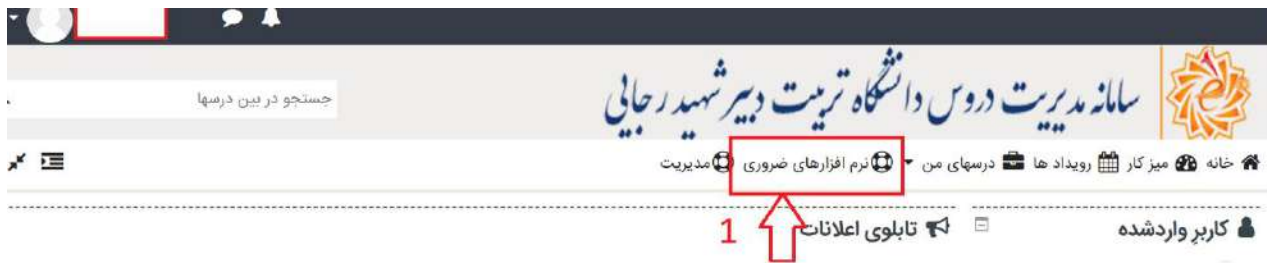 سامانه مدیریت دروس دانشگاه تربیت دبیر شهید رجایی
جستجو در بین درسها
خانه میز کار رویداد ها درسهای من نرم افزارهای ضروری مدیریت
کاربر واردشده
تابلوی اعلانات
1